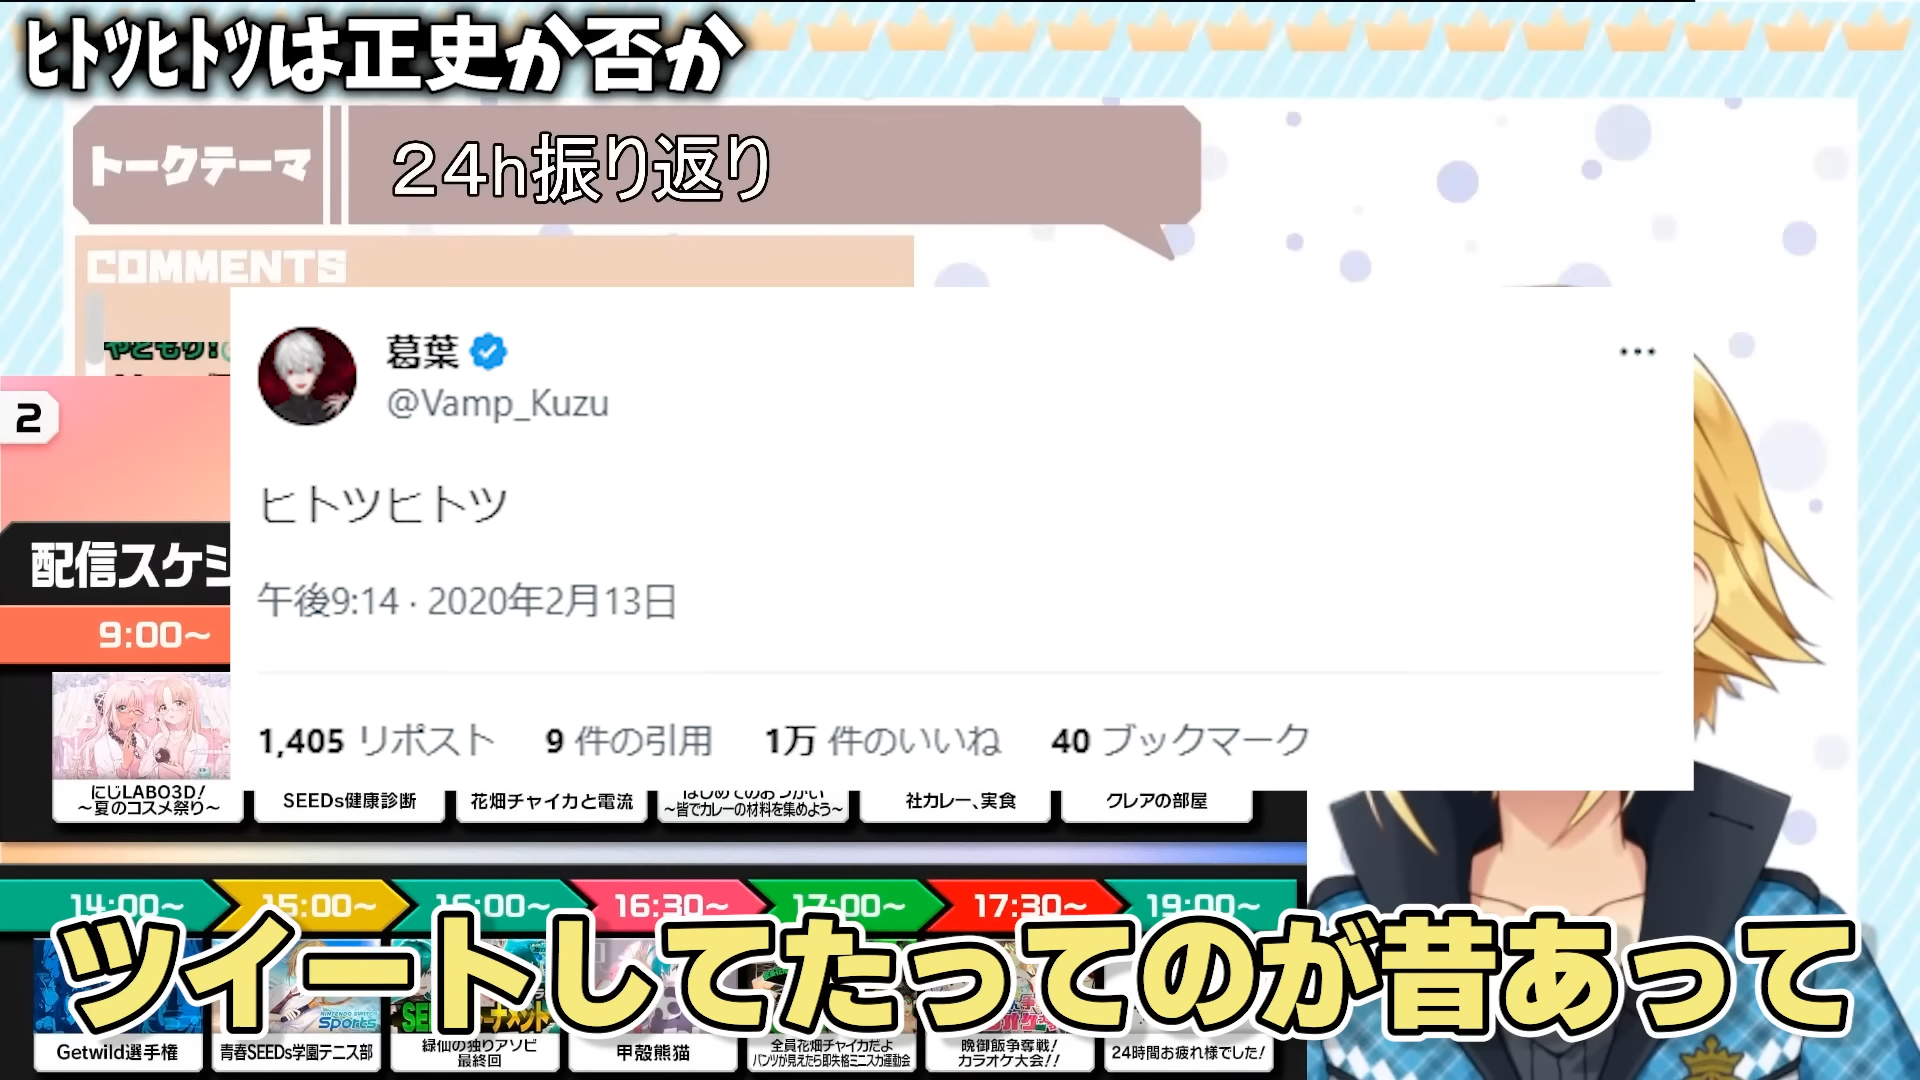 ﾋﾄﾂﾋﾄﾂは正史か否か
トークテーマ
24h振り返り
COMMENTS
葛葉
@Vamp_Kuzu
ヒトツヒトツ
午後9:14 · 2020年2月13日
1,405 リポスト 9 件の引用 1万 件のいいね 40 ブックマーク
2
配信スケジ
9:00~
にじLABO3D!
~夏のコスメ祭り~
SEEDs健康診断
花畑チャイカと電流
はじめてのおつかい
~皆でカレーの材料を集めよう~
社カレー、実食
クレアの部屋
14:00~ 15:00~ 16:00~ 16:30~ 17:00~ 17:30~ 19:00~
ツイートしてたってのが昔あって
NINTENDO SWITCH
Sports
Getwild選手権
青春SEEDs学園テニス部
緑仙の独りアソビ
最終回
甲殻熊猫
全員花畑チャイカだよ
パンツが見えたら即失格ミニスカ運動会
晩御飯争奪戦!
カラオケ大会!!
24時間お疲れ様でした!